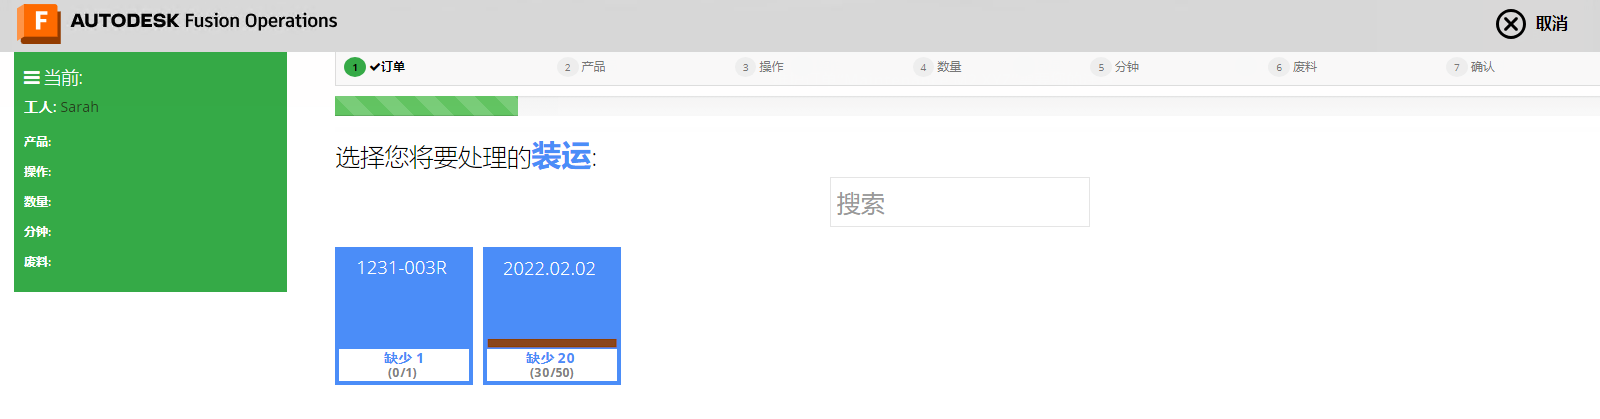 F AUTODESK Fusion Operations
取消
当前:
工人: Sarah
产品:
操作:
数量:
分钟:
废料:
1 订单
2 产品
3 操作
4 数量
5 分钟
6 废料
7 确认
选择您将要处理的装运:
搜索
1231-003R
缺少 1
(0/1)
2022.02.02
缺少 20
(30/50)